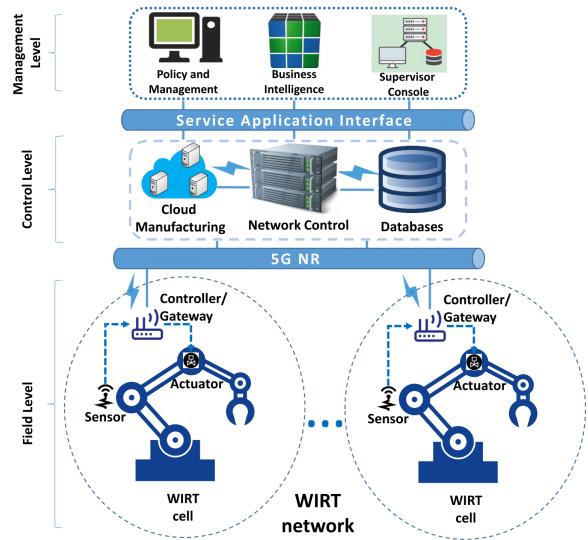 Management
Level
Policy and
Management
Business
Intelligence
Supervisor
Console
Service Application Interface
Control Level
Cloud
Manufacturing
Network Control
Databases
5G NR
Field Level
Controller/
Gateway
Actuator
Sensor
WIRT
cell
WIRT
network
Controller/
Gateway
Actuator
Sensor
WIRT
cell